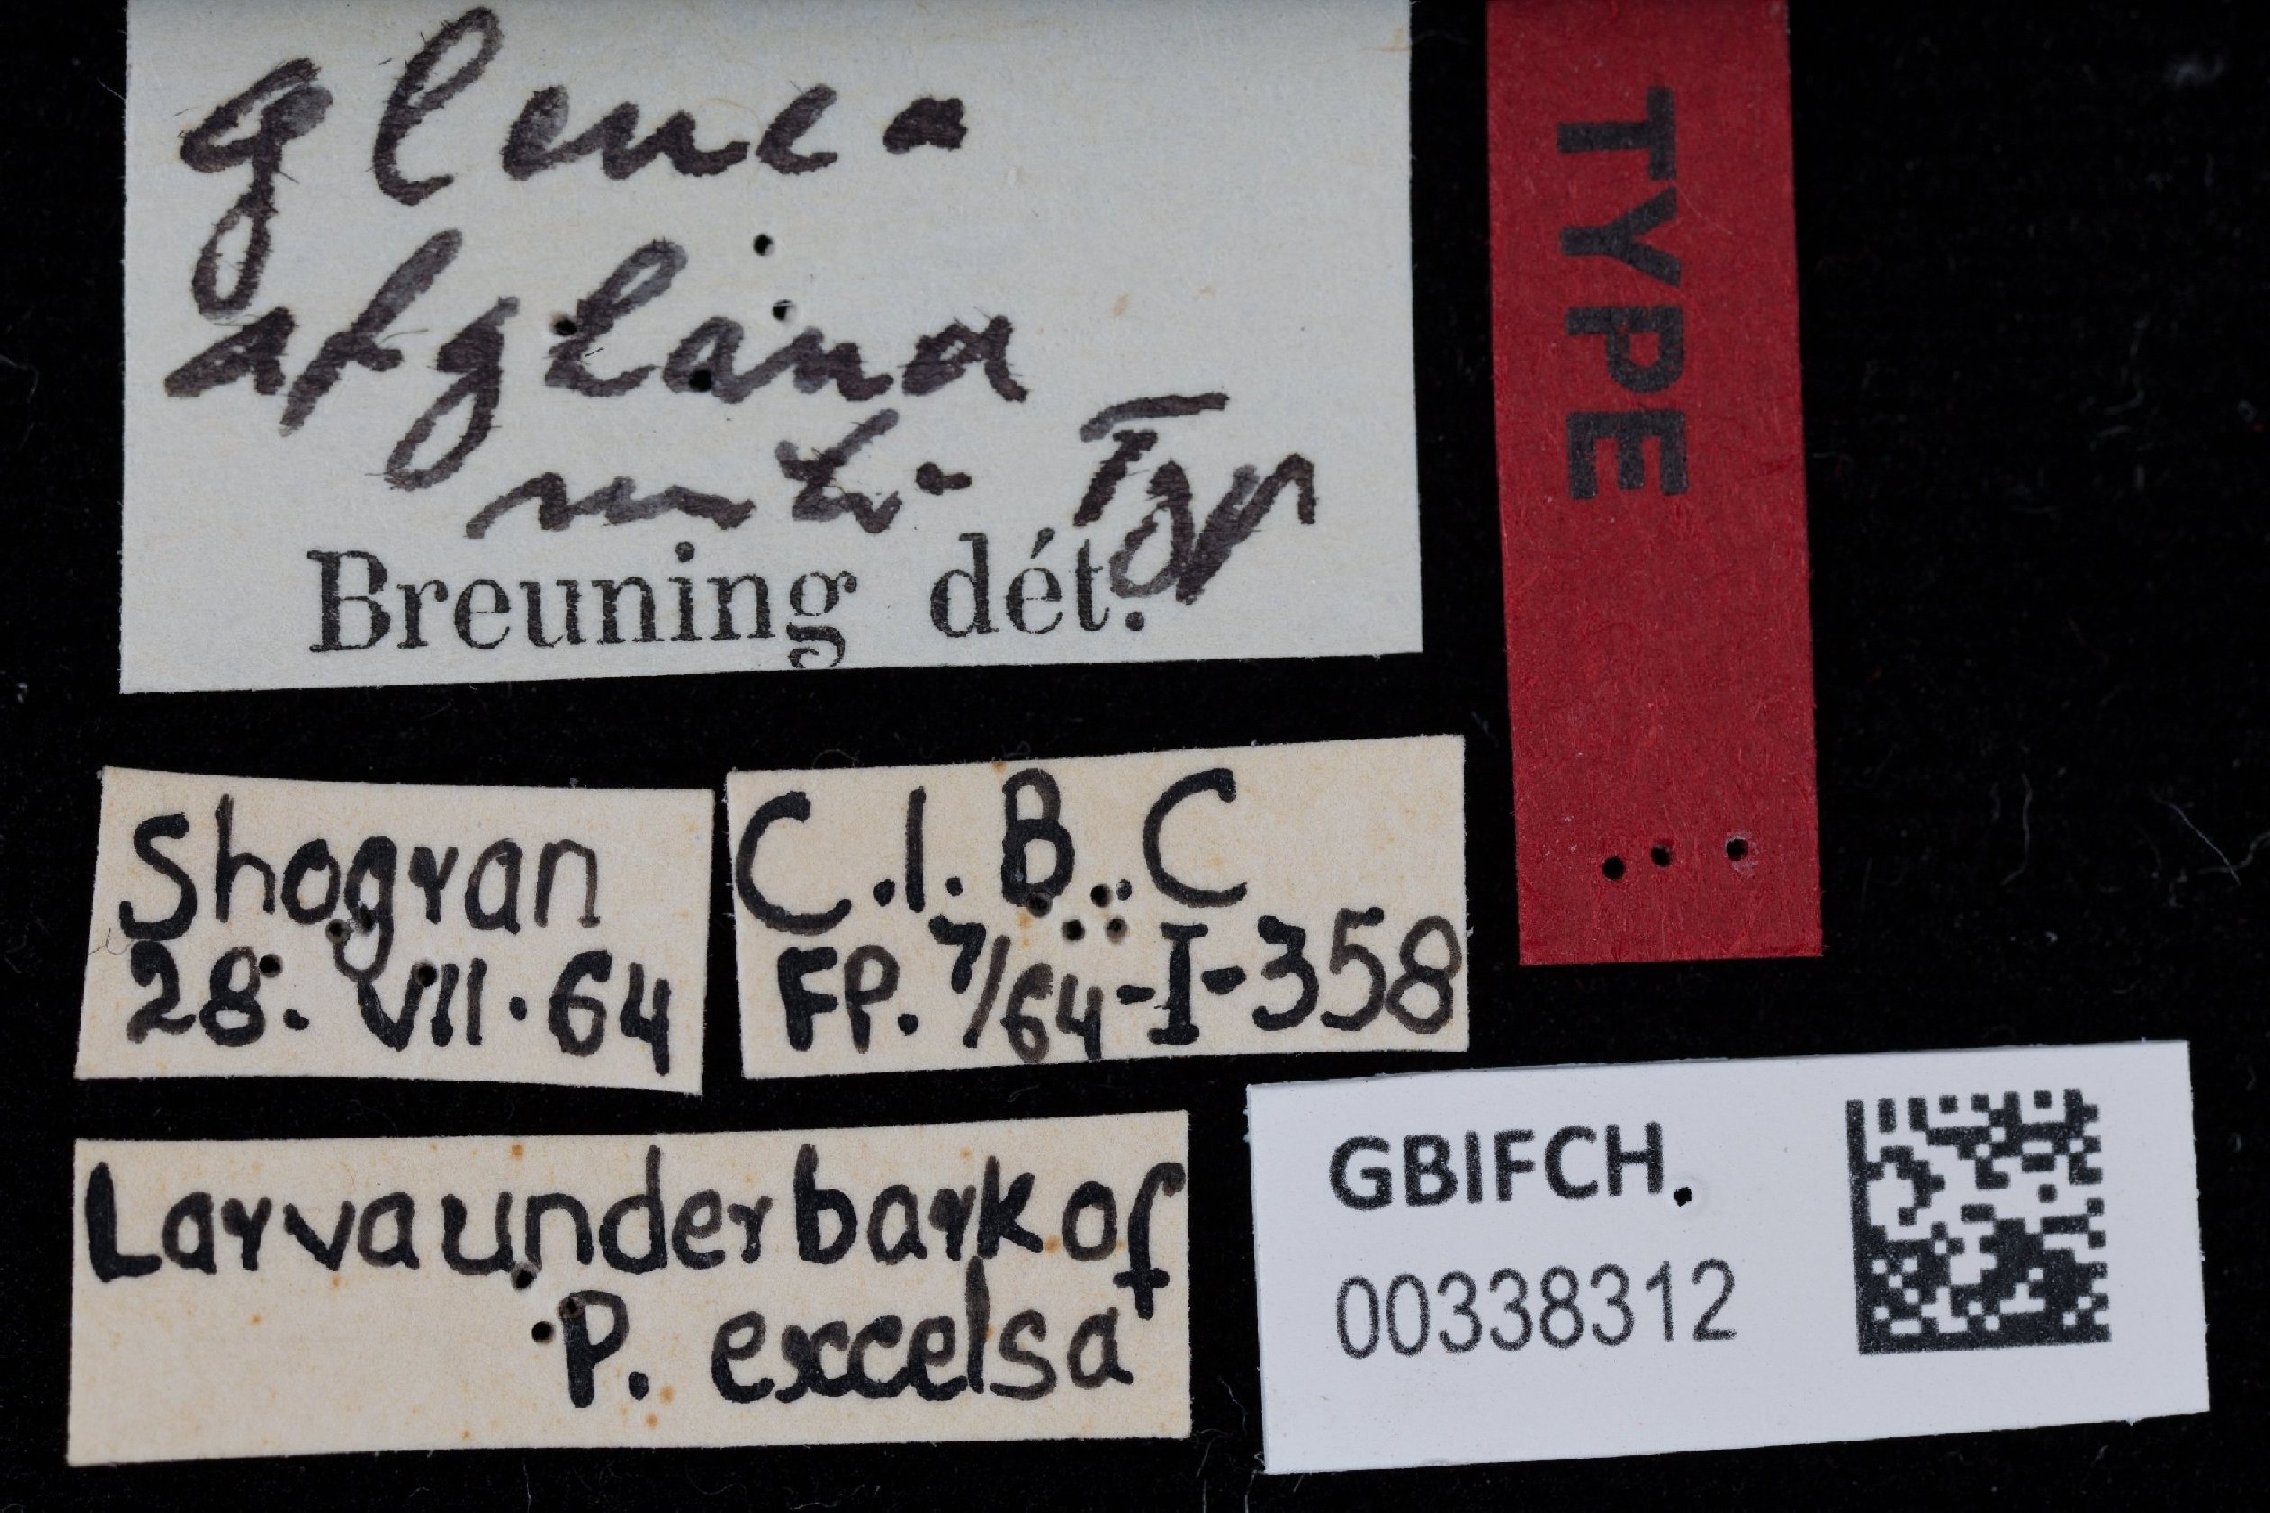 glenea
afghana
Typ
Breuning dét.
TYPE
Shogran
28. VII. 64
C.I.B.C
FP. 7/64-I-358
Larva under bark of
P. excelsa
GBIFCH
00338312